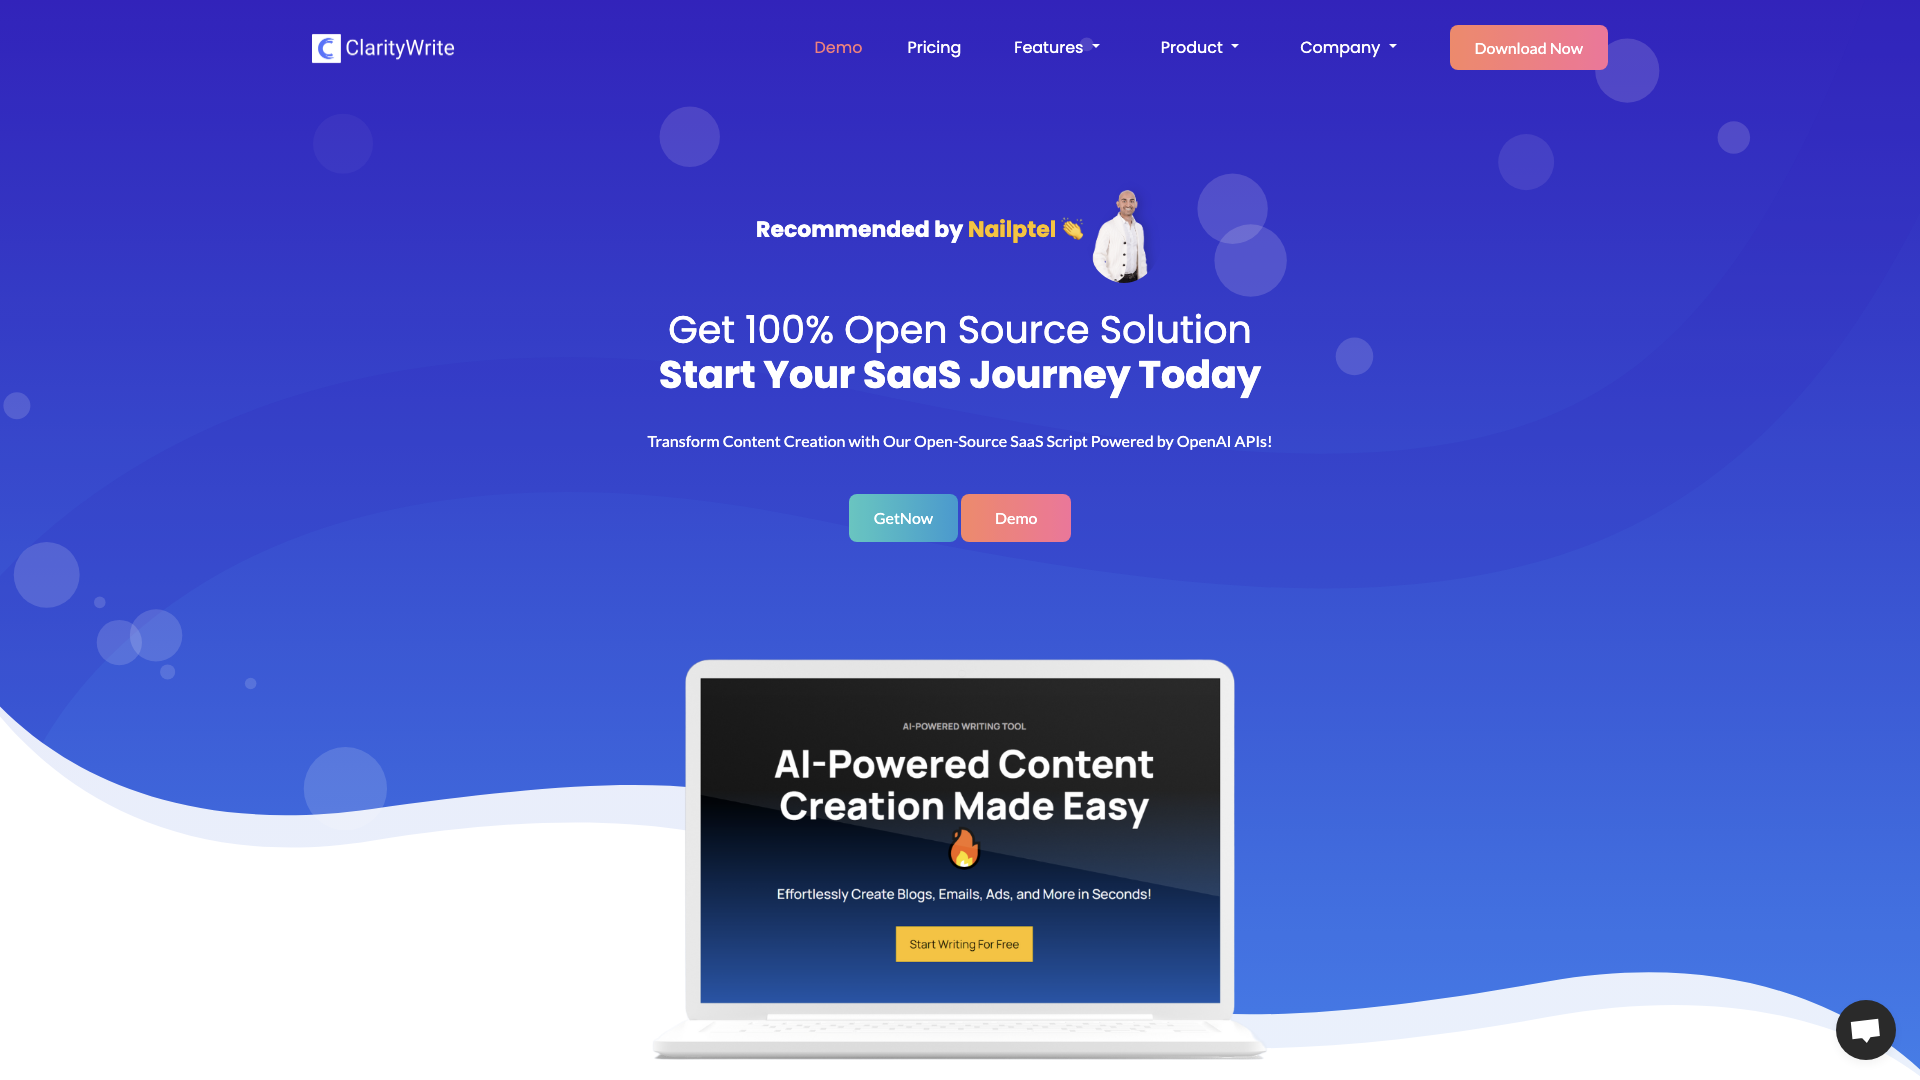 ClarityWrite
Demo
Pricing
Features
Product
Company
Download Now
Recommended by Nailptel 👏
Get 100% Open Source Solution
Start Your SaaS Journey Today
Transform Content Creation with Our Open-Source SaaS Script Powered by OpenAI APIs!
GetNow
Demo
AI-POWERED WRITING TOOL
AI-Powered Content
Creation Made Easy
🔥
Effortlessly Create Blogs, Emails, Ads, and More in Seconds!
Start Writing For Free